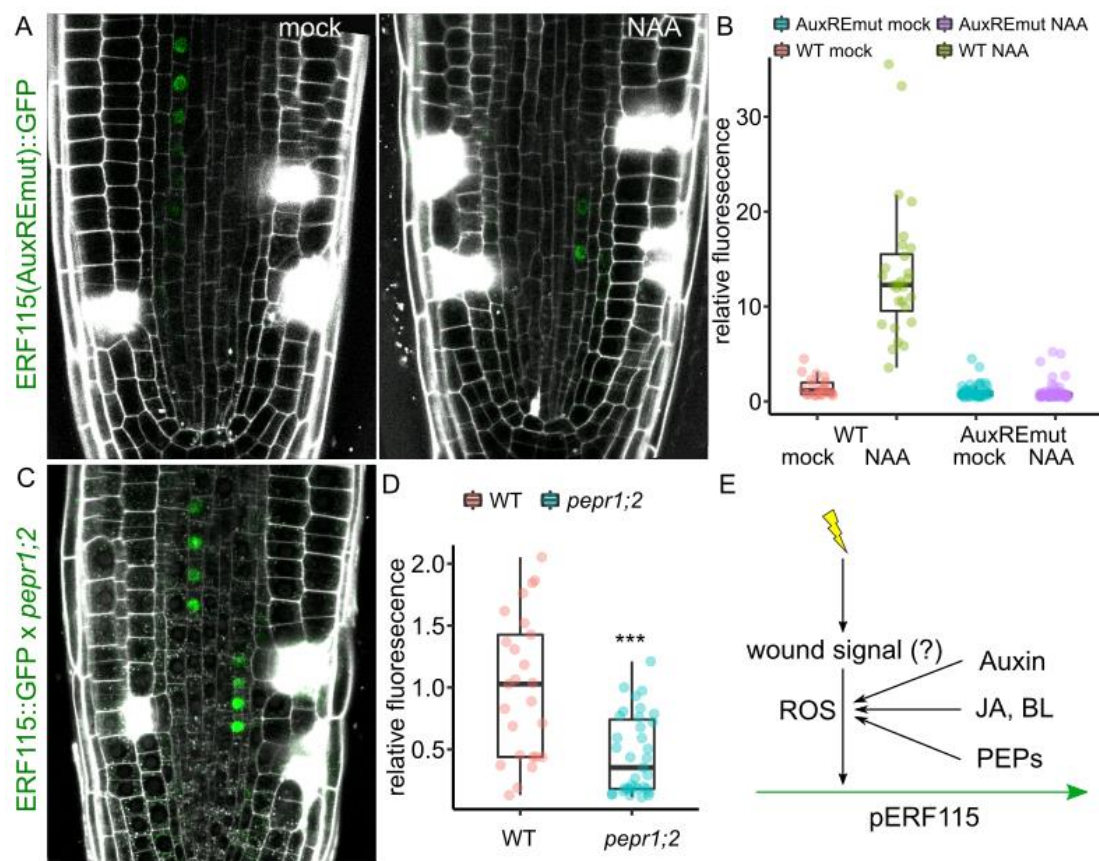 A
mock
NAA
ERF115(AuxREmut)::GFP
B
AuxREmut mock
AuxREmut NAA
WT mock
WT NAA
relative fluorescence
30
20
10
0
WT
AuxREmut
mock
NAA
mock
NAA
C
ERF115::GFP x pepr1;2
D
WT
pepr1;2
relative fluorescence
2.0
1.5
1.0
0.5
***
WT
pepr1;2
E
wound signal (?)
Auxin
ROS
JA, BL
PEPs
pERF115